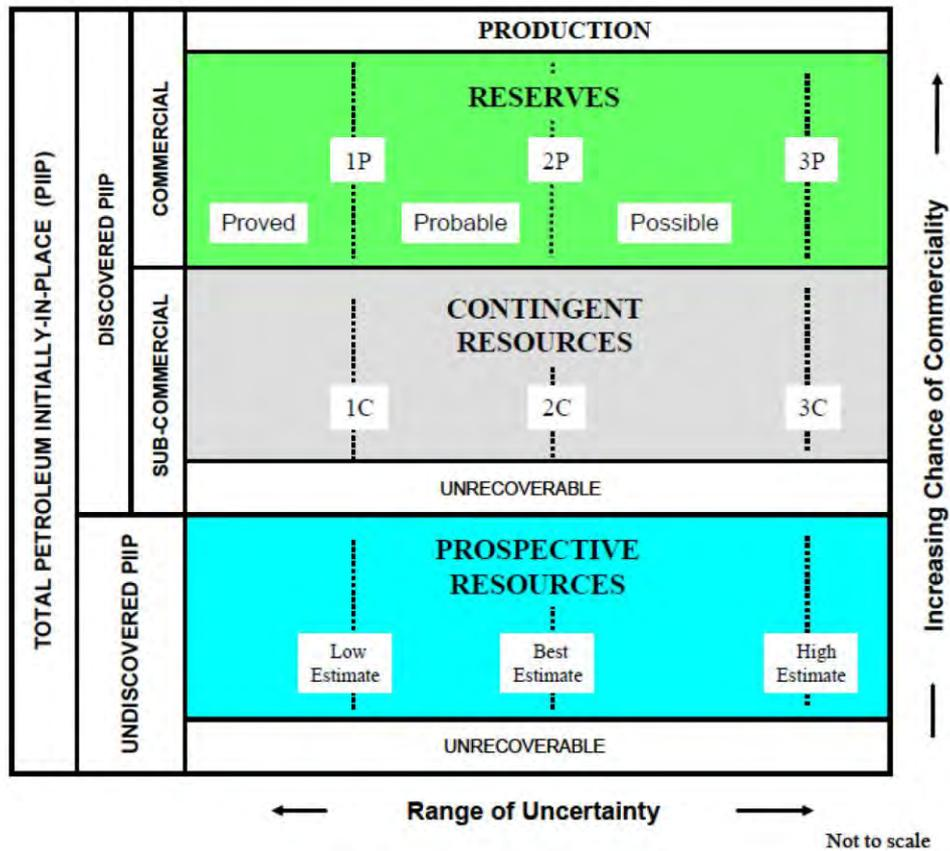 TOTAL PETROLEUM INITIALLY-IN-PLACE (PIIP)
DISCOVERED PIIP
UNDISCOVERED PIIP
COMMERCIAL
SUB-COMMERCIAL
PRODUCTION
RESERVES
1P
2P
3P
Proved
Probable
Possible
CONTINGENT
RESOURCES
1C
2C
3C
UNRECOVERABLE
PROSPECTIVE
RESOURCES
Low
Estimate
Best
Estimate
High
Estimate
UNRECOVERABLE
Increasing Chance of Commerciality
Range of Uncertainty
Not to scale